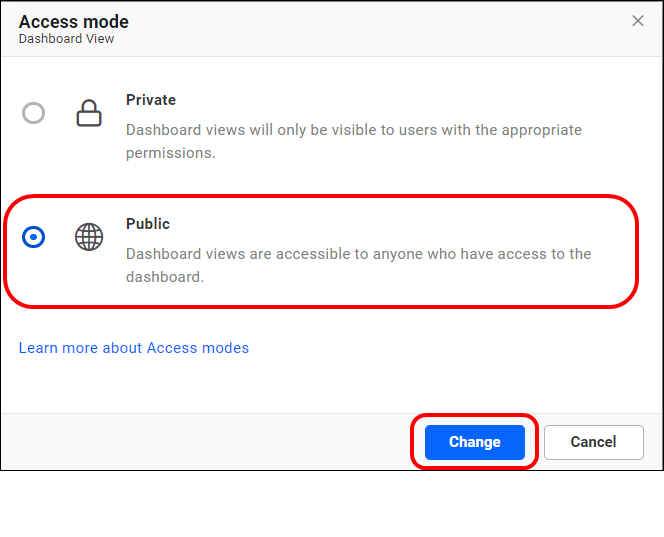 Access mode
Dashboard View
Private
Dashboard views will only be visible to users with the appropriate
permissions.
Public
Dashboard views are accessible to anyone who have access to the
dashboard.
Learn more about Access modes
Change
Cancel